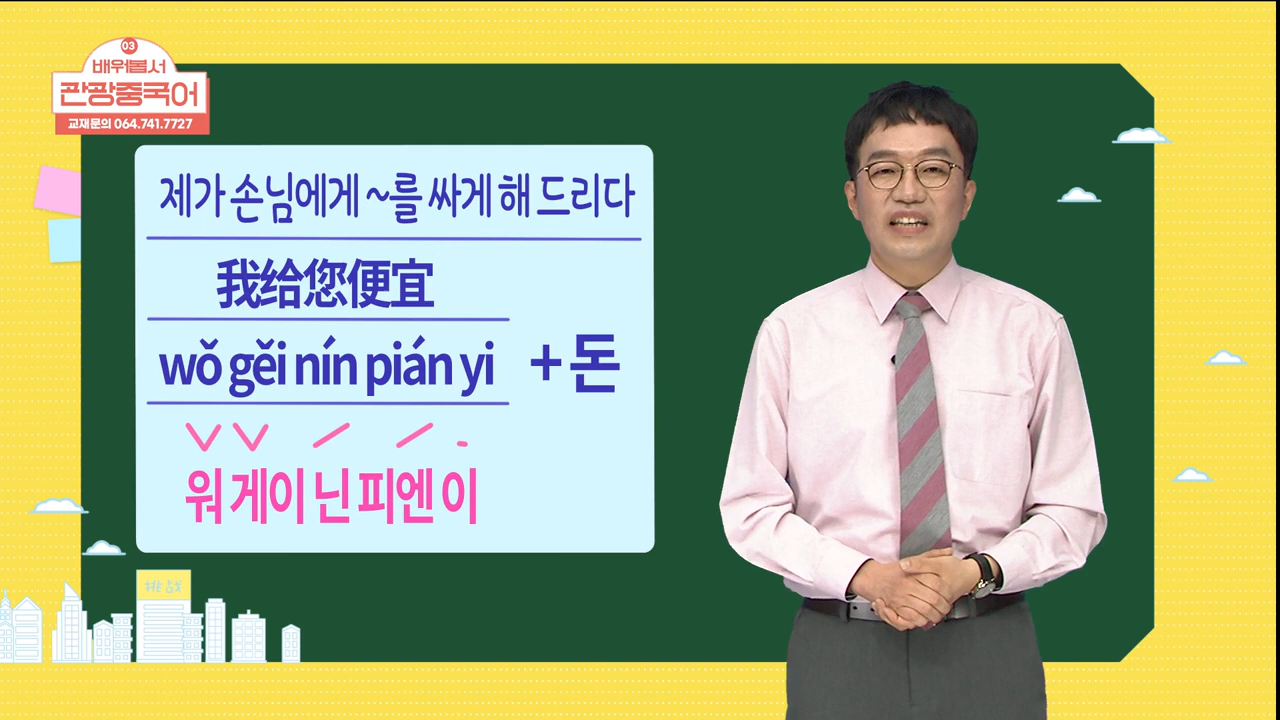 03
배워봅서
관광중국어
교재문의 064.741.7727
제가 손님에게 ~를 싸게 해 드리다
我给您便宜
wǒ gěi nín pián yi + 돈
워 게이 닌 피엔 이